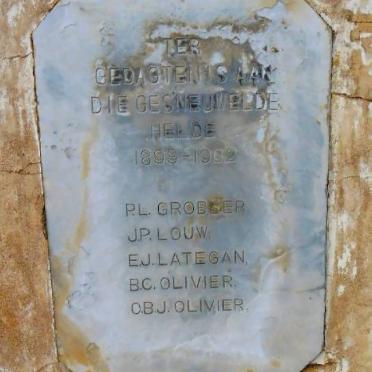 TER
GEDAGTENIS AAN
DIE GESNEUWELDE
HELDE
1899-1902
P.L. GROBLER
J.P. LOUW.
E.J. LATEGAN.
B.C. OLIVIER.
O.B.J. OLIVIER.